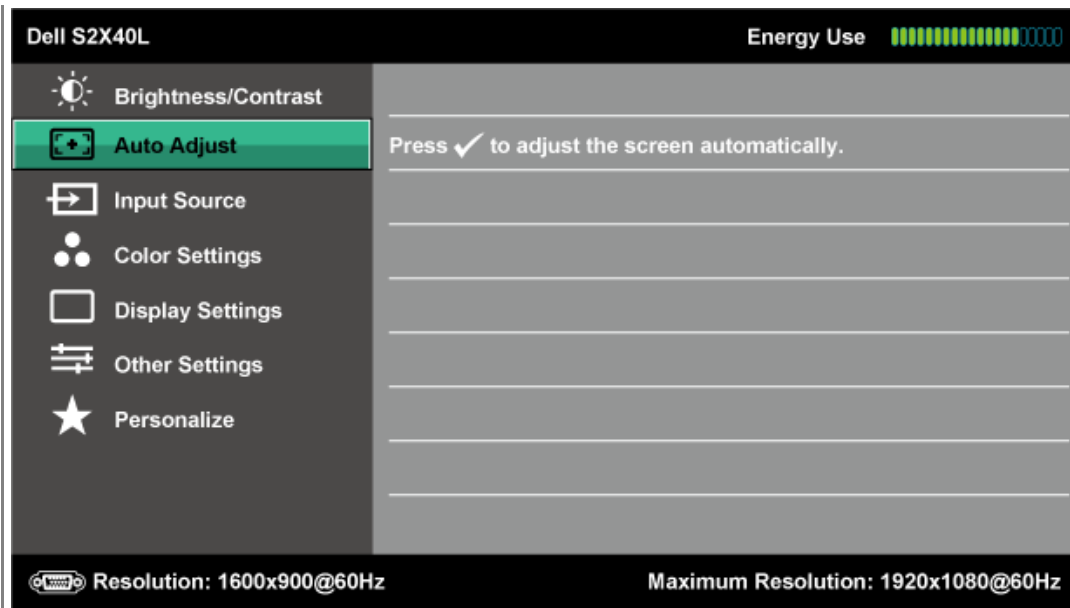 Dell S2X40L Energy Use
Brightness/Contrast
Auto Adjust Press ✓ to adjust the screen automatically.
Input Source
Color Settings
Display Settings
Other Settings
Personalize
Resolution: 1600x900@60Hz Maximum Resolution: 1920x1080@60Hz